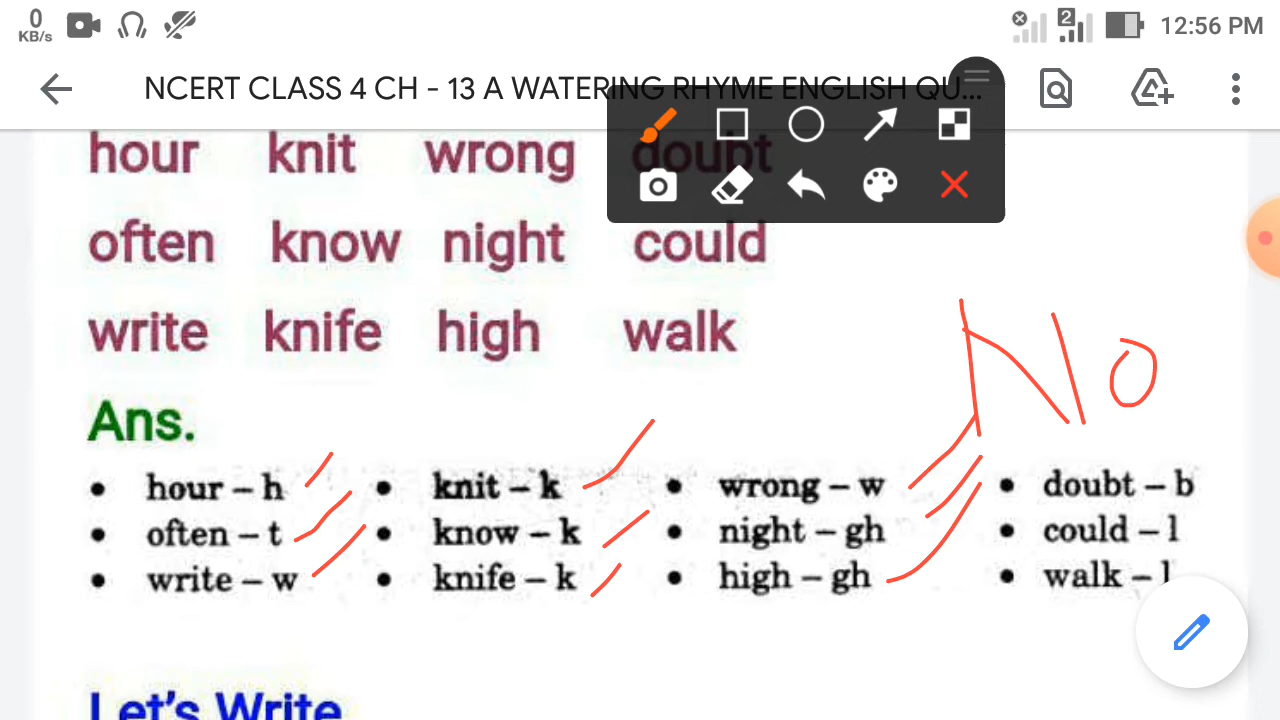 0
KB/s
2
12:56 PM
NCERT CLASS 4 CH - 13 A WATERING RHYME ENGLISH QU...
hour knit wrong doubt
often know night could
write knife high walk
No
Ans.
• hour – h • knit – k • wrong – w • doubt – b
• often – t • know – k • night – gh • could – l
• write – w • knife – k • high – gh • walk – l
Let's Write